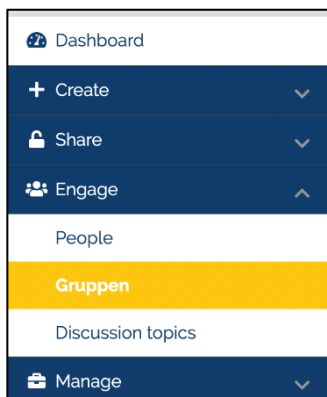 Dashboard
Create
Share
Engage
People
Gruppen
Discussion topics
Manage